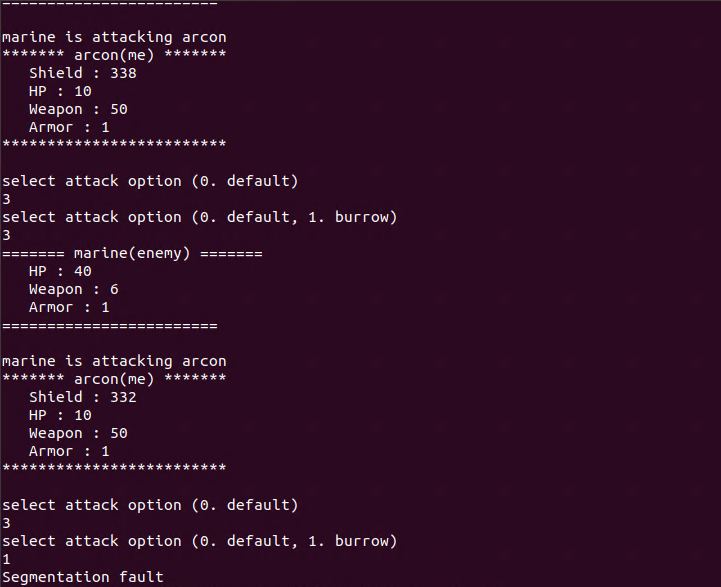 ========================
marine is attacking arcon
******* arcon(me) *******
   Shield : 338
   HP : 10
   Weapon : 50
   Armor : 1
*************************
select attack option (0. default)
3
select attack option (0. default, 1. burrow)
3
======= marine(enemy) =======
   HP : 40
   Weapon : 6
   Armor : 1
========================
marine is attacking arcon
******* arcon(me) *******
   Shield : 332
   HP : 10
   Weapon : 50
   Armor : 1
*************************
select attack option (0. default)
3
select attack option (0. default, 1. burrow)
1
Segmentation fault